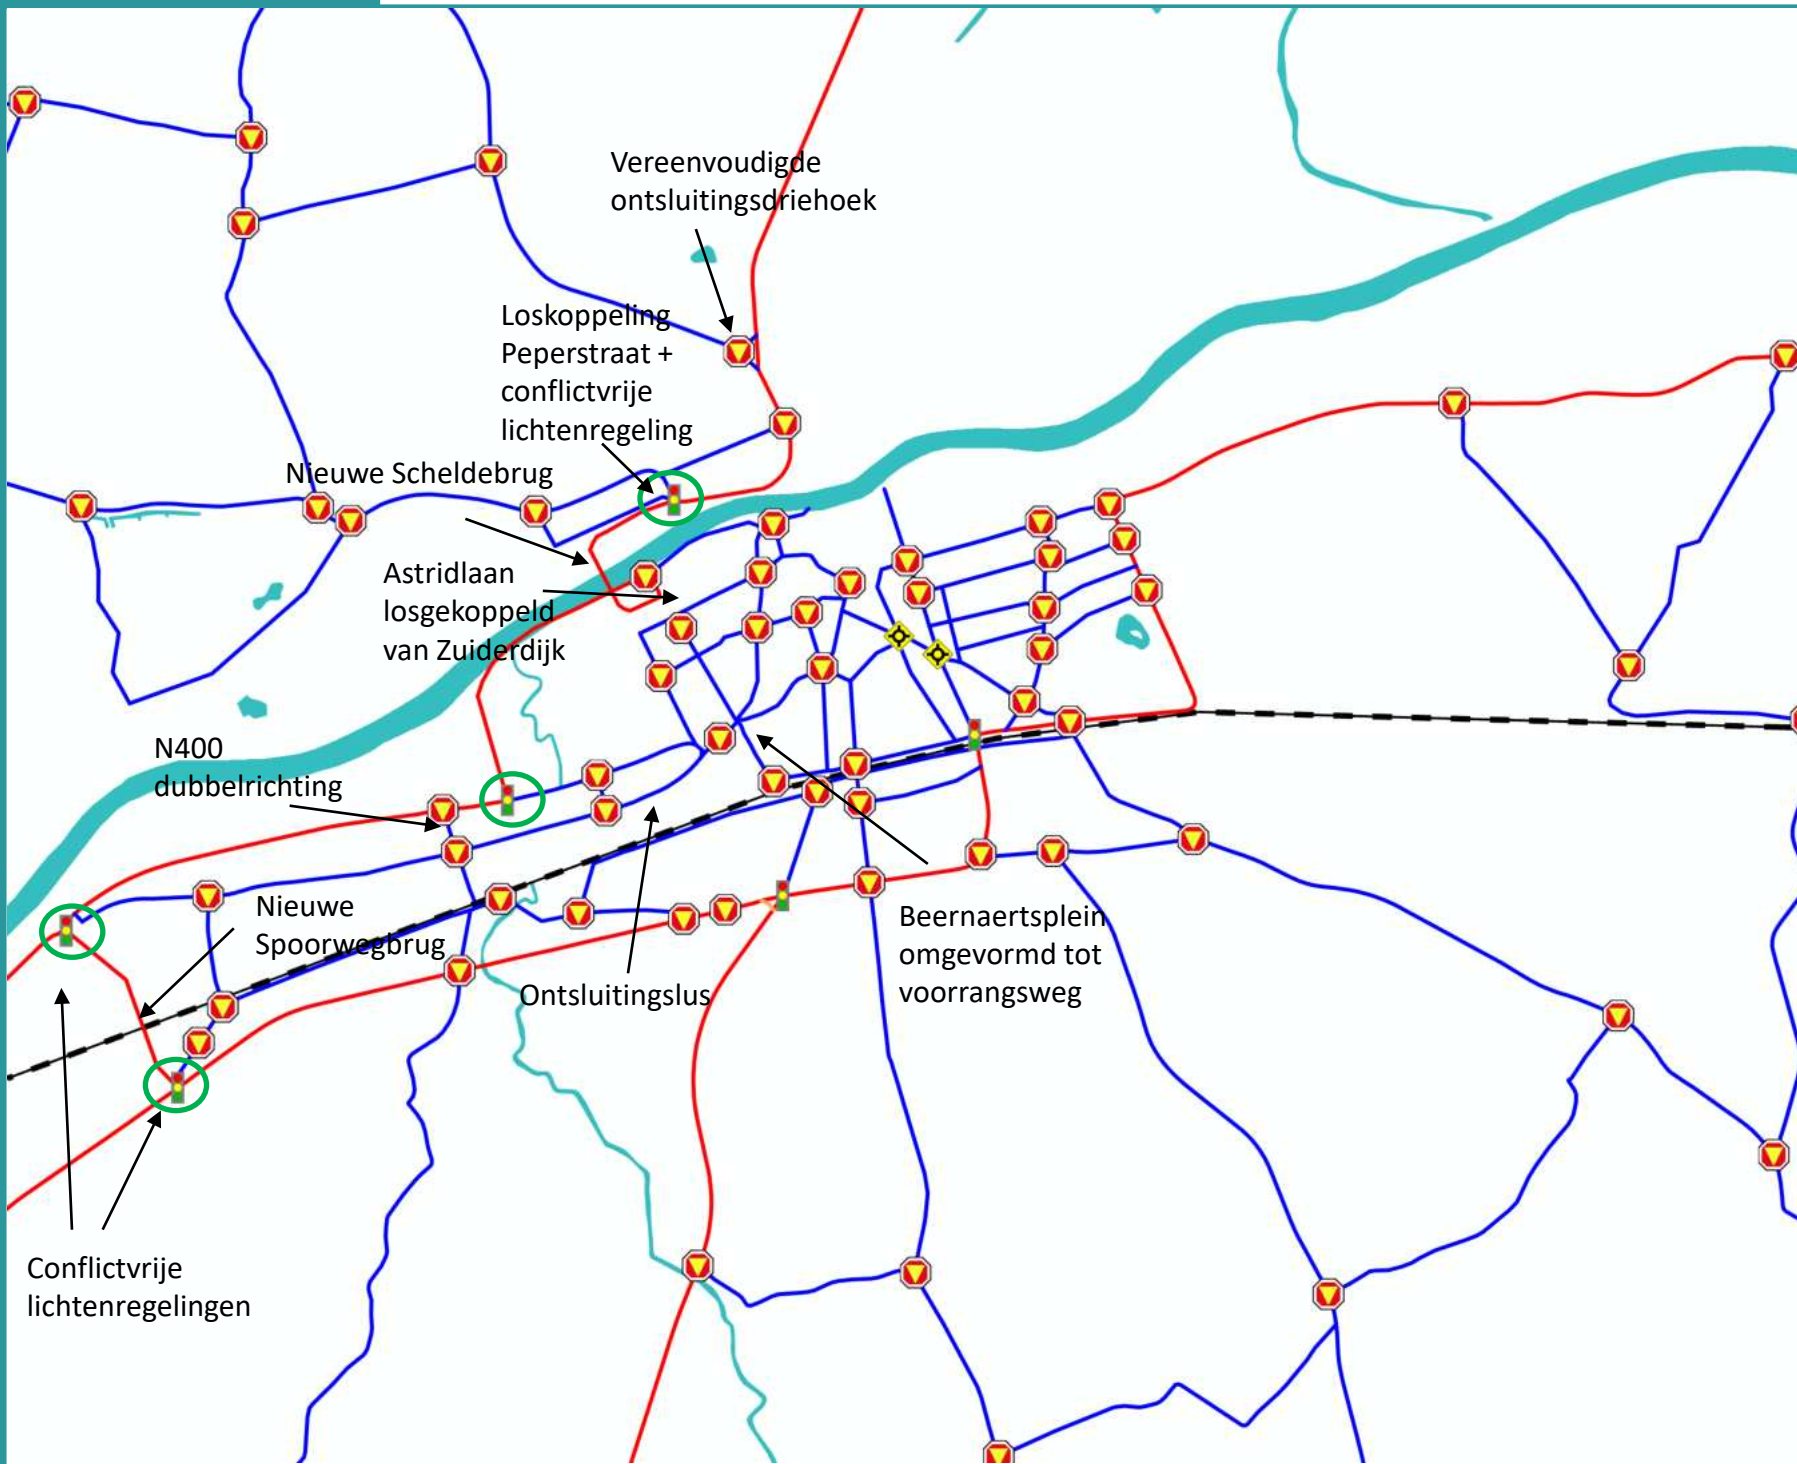 Vereenvoudigde
ontsluitingsdriehoek
Loskoppeling
Peperstraat +
conflictvrije
lichtenregeling
Nieuwe Scheldebrug
Astridlaan
losgekoppeld
van Zuiderdijk
N400
dubbelrichting
Nieuwe
Spoorwegbrug
Ontsluitingslus
Beernaertsplein
omgevormd tot
voorrangsweg
Conflictvrije
lichtenregelingen